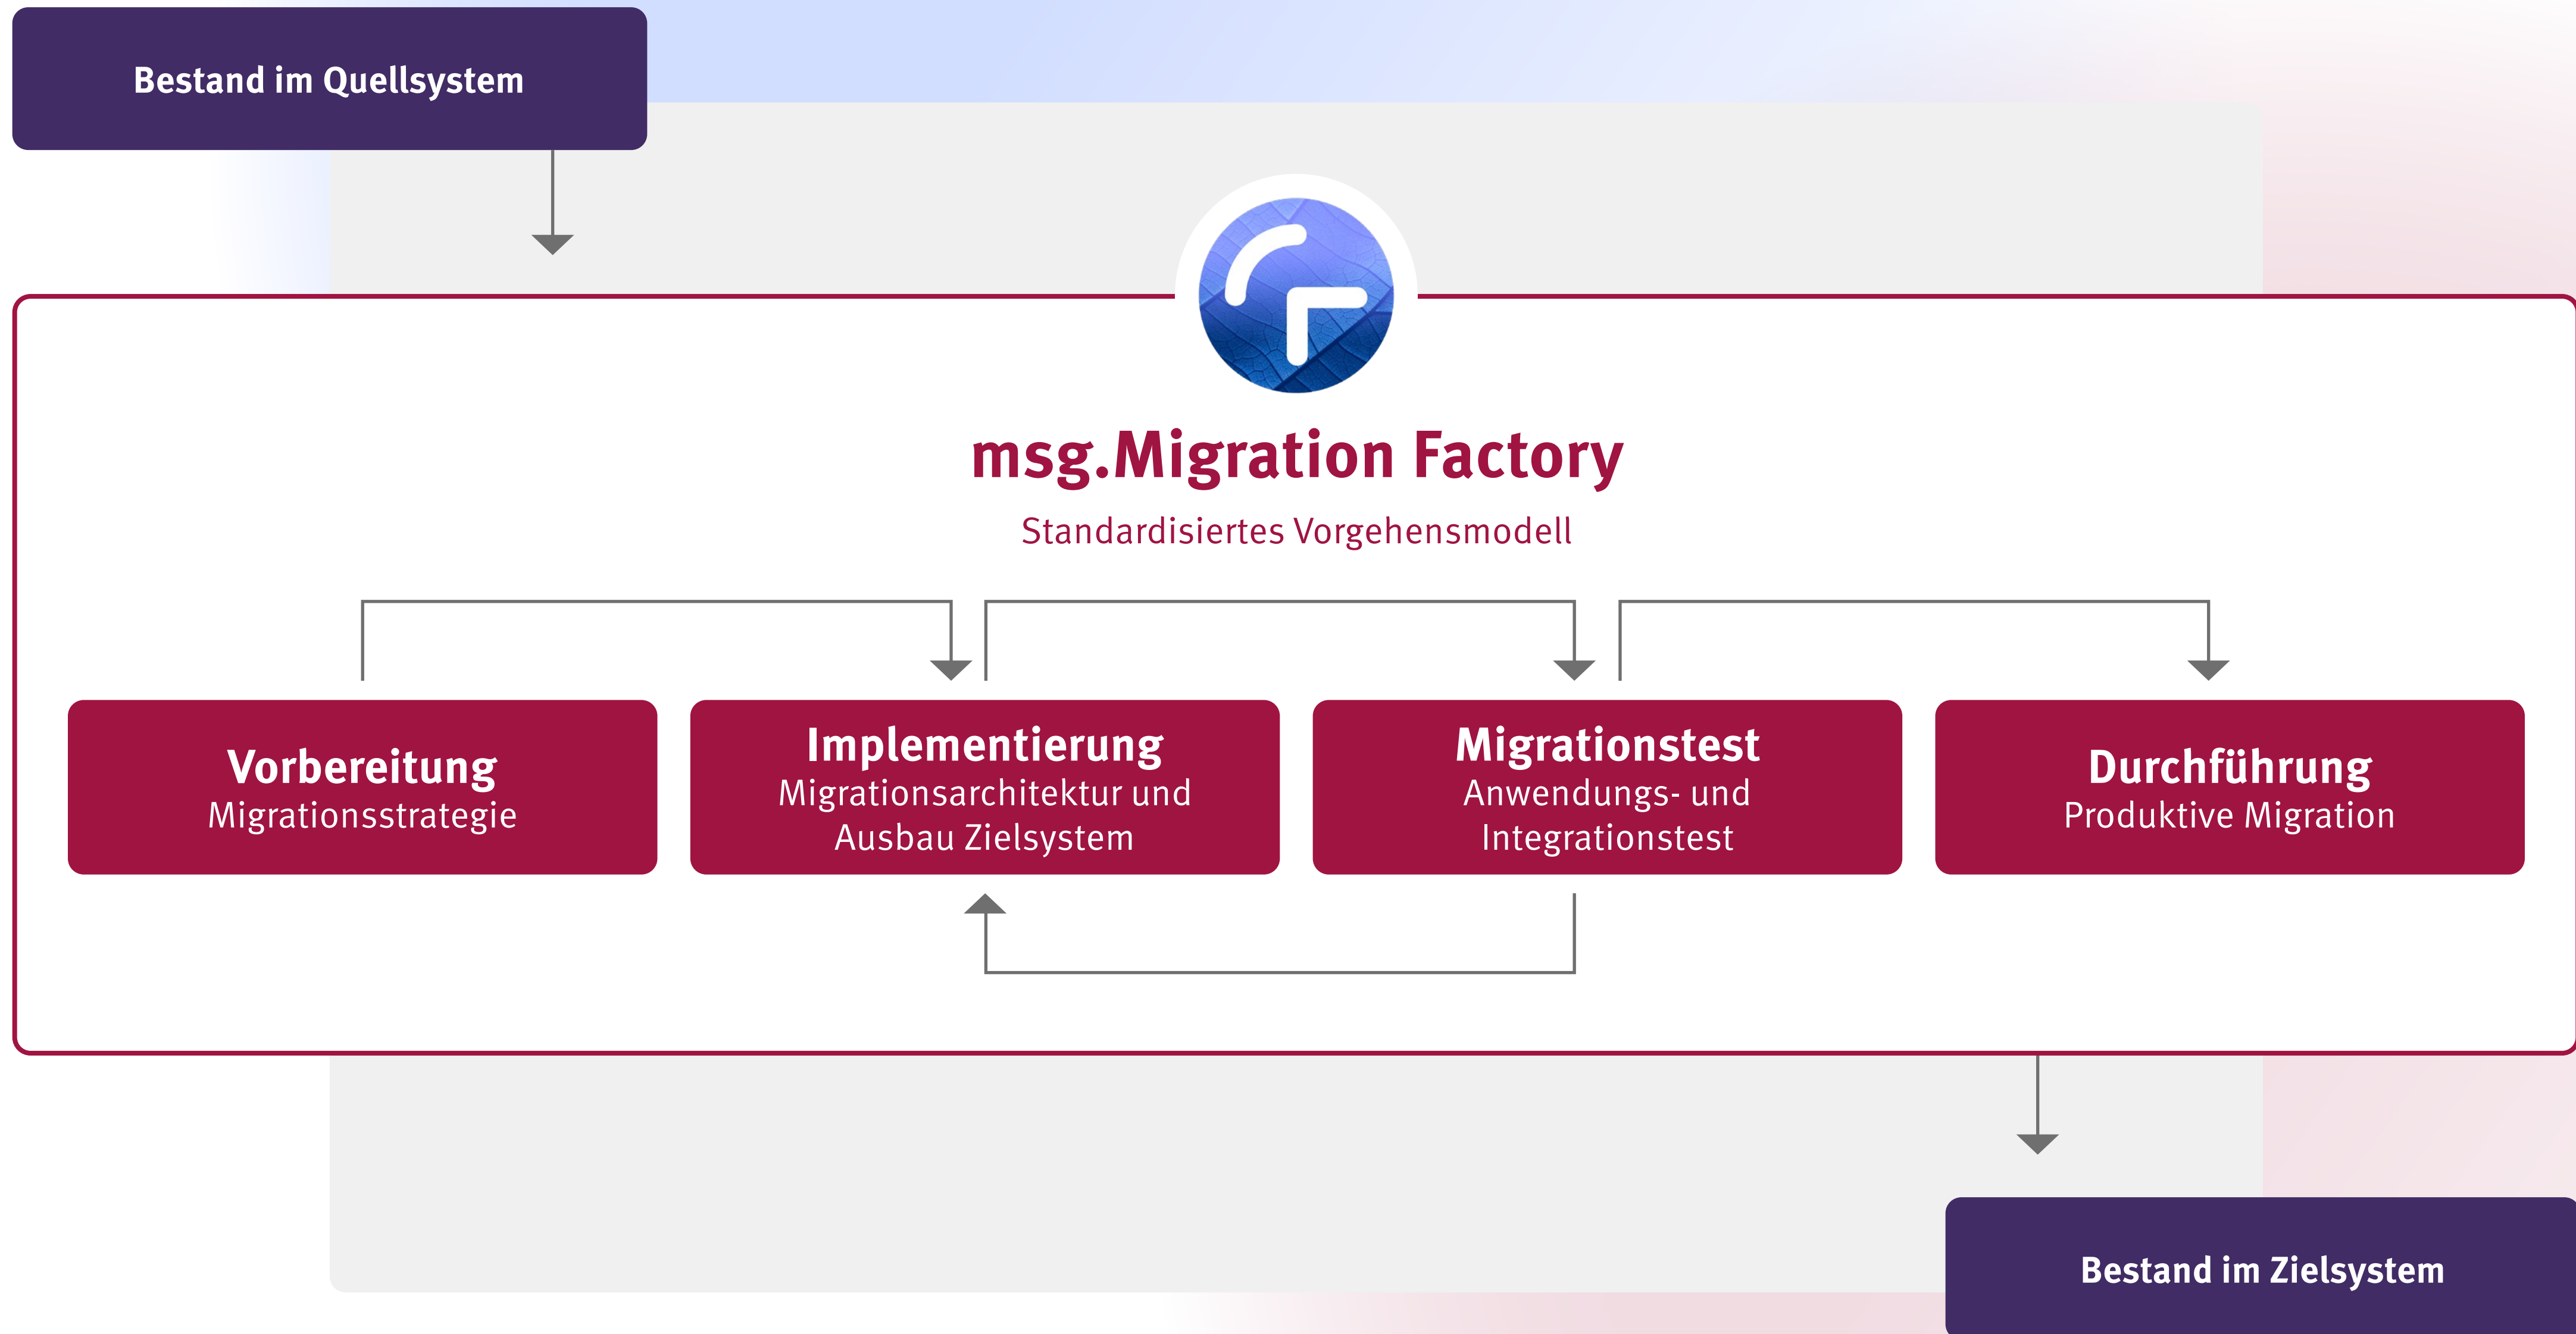 Bestand im Quellsystem
msg.Migration Factory
Standardisiertes Vorgehensmodell
Vorbereitung
Migrationsstrategie
Implementierung
Migrationsarchitektur und
Ausbau Zielsystem
Migrationstest
Anwendungs- und
Integrationstest
Durchführung
Produktive Migration
Bestand im Zielsystem